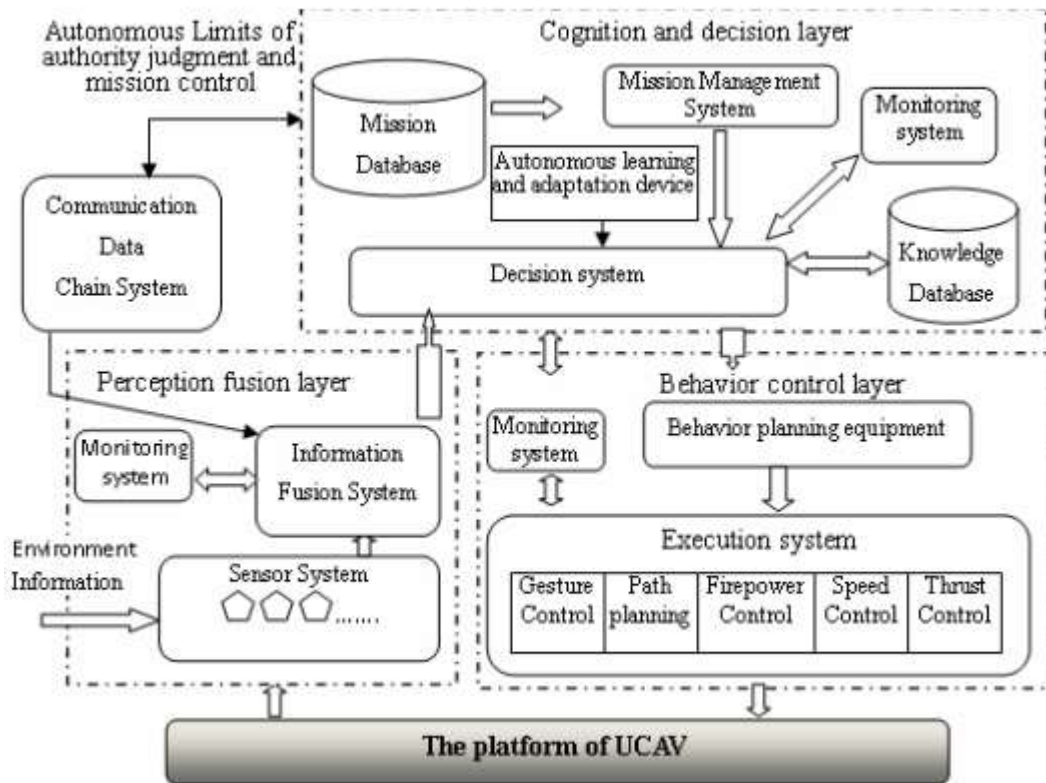 Autonomous Limits of
authority judgment and
mission control
Cognition and decision layer
Mission
Database
Mission Management
System
Monitoring
system
Autonomous learning
and adaptation device
Communication
Data
Chain System
Decision system
Knowledge
Database
Perception fusion layer
Monitoring
system
Information
Fusion System
Environment
Information
Sensor System
.......
Behavior control layer
Monitoring
system
Behavior planning equipment
Execution system
Gesture
Control
Path
planning
Firepower
Control
Speed
Control
Thrust
Control
The platform of UCAV